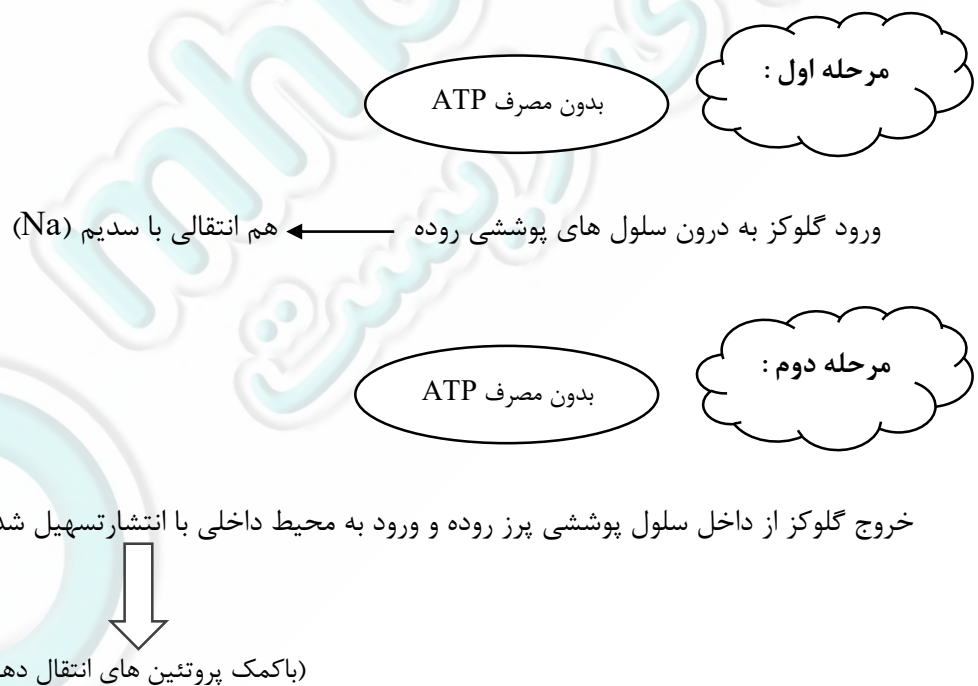 مرحله اول :
بدون مصرف ATP
ورود گلوکز به درون سلول های پوششی روده هم انتقالی با سدیم (Na)
مرحله دوم :
بدون مصرف ATP
خروج گلوکز از داخل سلول پوششی پرز روده و ورود به محیط داخلی با انتشارتسهیل
(باکمک پروتئین های انتقال